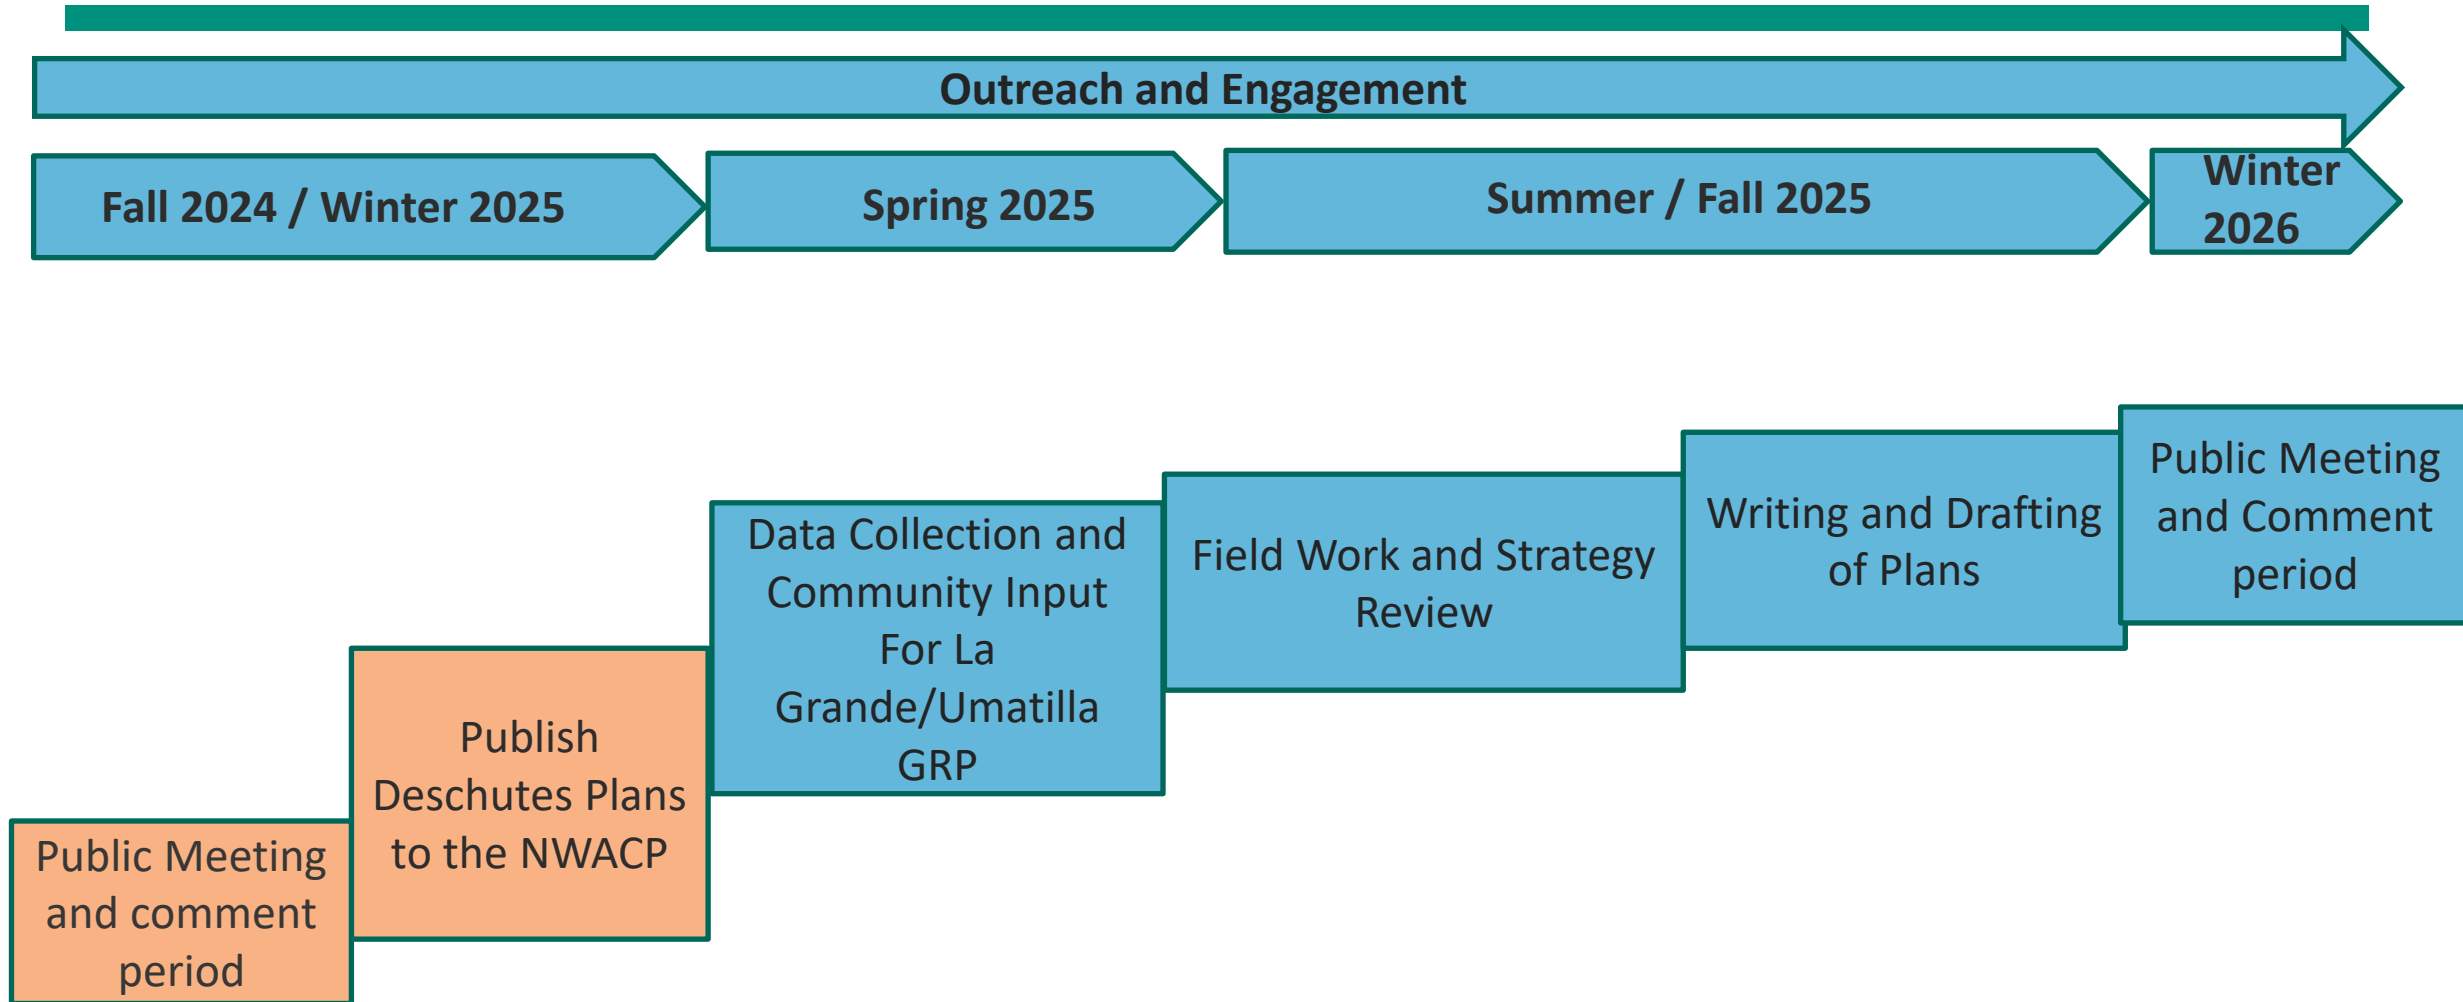 Outreach and Engagement
Fall 2024 / Winter 2025
Spring 2025
Summer / Fall 2025
Winter
2026
Public Meeting
and comment
period
Publish
Deschutes Plans
to the NWACP
Data Collection and
Community Input
For La
Grande/Umatilla
GRP
Field Work and Strategy
Review
Writing and Drafting
of Plans
Public Meeting
and Comment
period